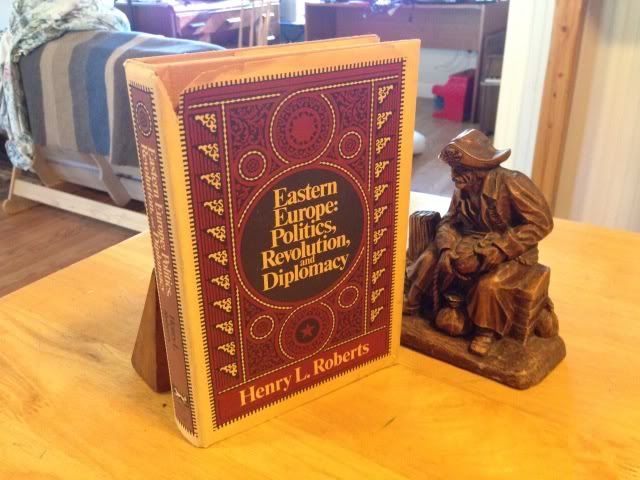 Eastern
Europe:
Politics,
Revolution,
and
Diplomacy
Henry L. Roberts